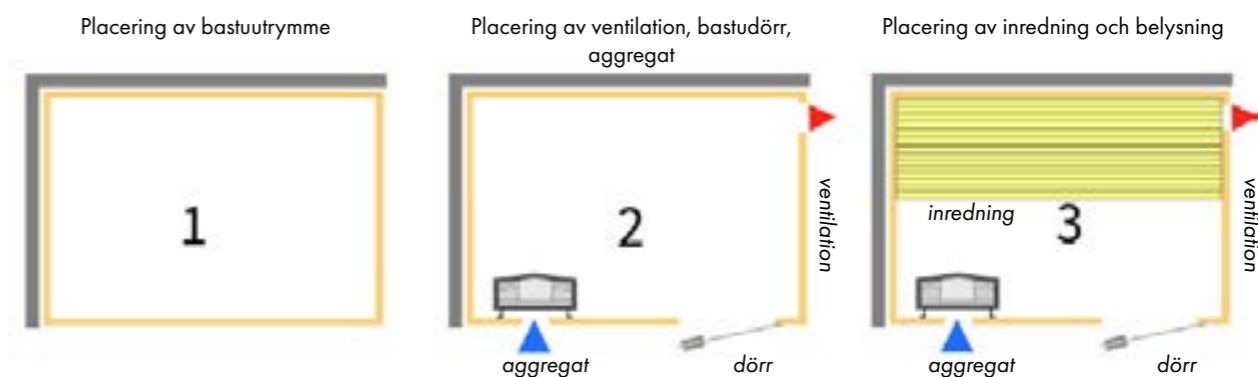 Placering av bastuutrymme
Placering av ventilation, bastudörr,
aggregat
Placering av inredning och belysning
1
2
ventilation
aggregat
dörr
inredning
3
ventilation
aggregat
dörr